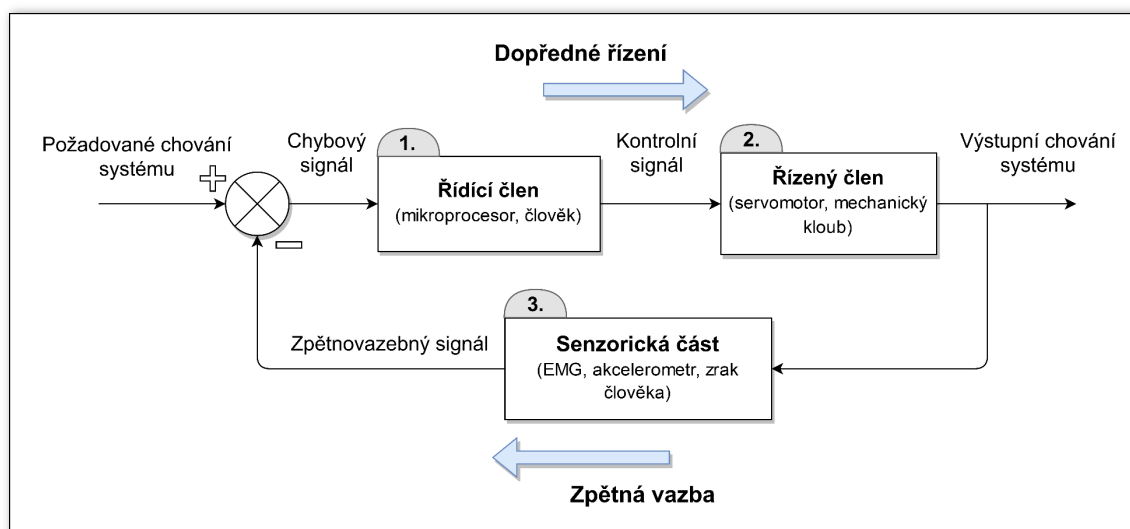 Dopředné řízení
Požadované chování
systému
+
Chybový
signál
1.
Řídící člen
(mikroprocesor, člověk)
Kontrolní
signál
2.
Řízený člen
(servomotor, mechanický
kloub)
Výstupní chování
systému
−
3.
Senzorická část
(EMG, akcelerometr, zrak
člověka)
Zpětnovazebný signál
Zpětná vazba